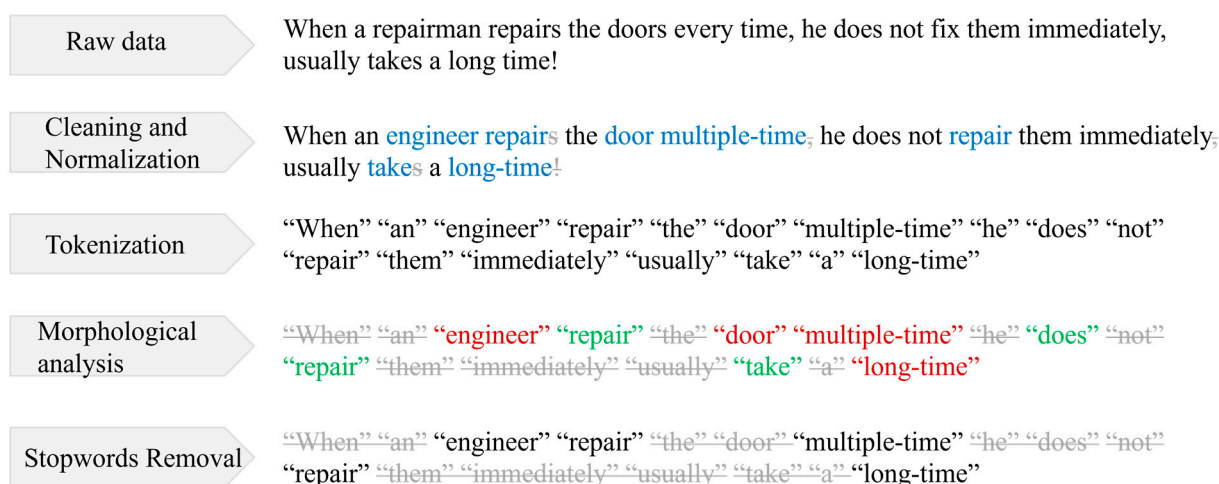 Raw data
When a repairman repairs the doors every time, he does not fix them immediately,
usually takes a long time!
Cleaning and
Normalization
When an engineer repairs the door multiple-time, he does not repair them immediately,
usually takes a long-time!
Tokenization
“When” “an” “engineer” “repair” “the” “door” “multiple-time” “he” “does” “not”
“repair” “them” “immediately” “usually” “take” “a” “long-time”
Morphological
analysis
“When” “an” “engineer” “repair” “the” “door” “multiple-time” “he” “does” “not”
“repair” “them” “immediately” “usually” “take” “a” “long-time”
Stopwords Removal
“When” “an” “engineer” “repair” “the” “door” “multiple-time” “he” “does” “not”
“repair” “them” “immediately” “usually” “take” “a” “long-time”